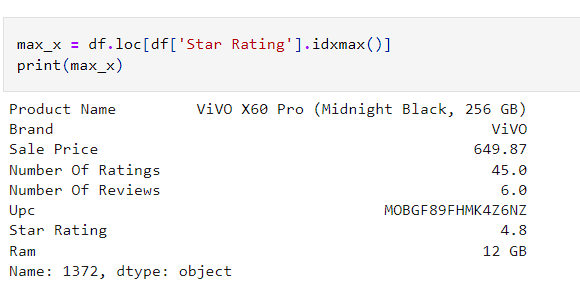 max_x = df.loc[df['Star Rating'].idxmax()]
print(max_x)
Product Name ViVO X60 Pro (Midnight Black, 256 GB)
Brand ViVO
Sale Price 649.87
Number Of Ratings 45.0
Number Of Reviews 6.0
Upc MOBGF89FHMK4Z6NZ
Star Rating 4.8
Ram 12 GB
Name: 1372, dtype: object